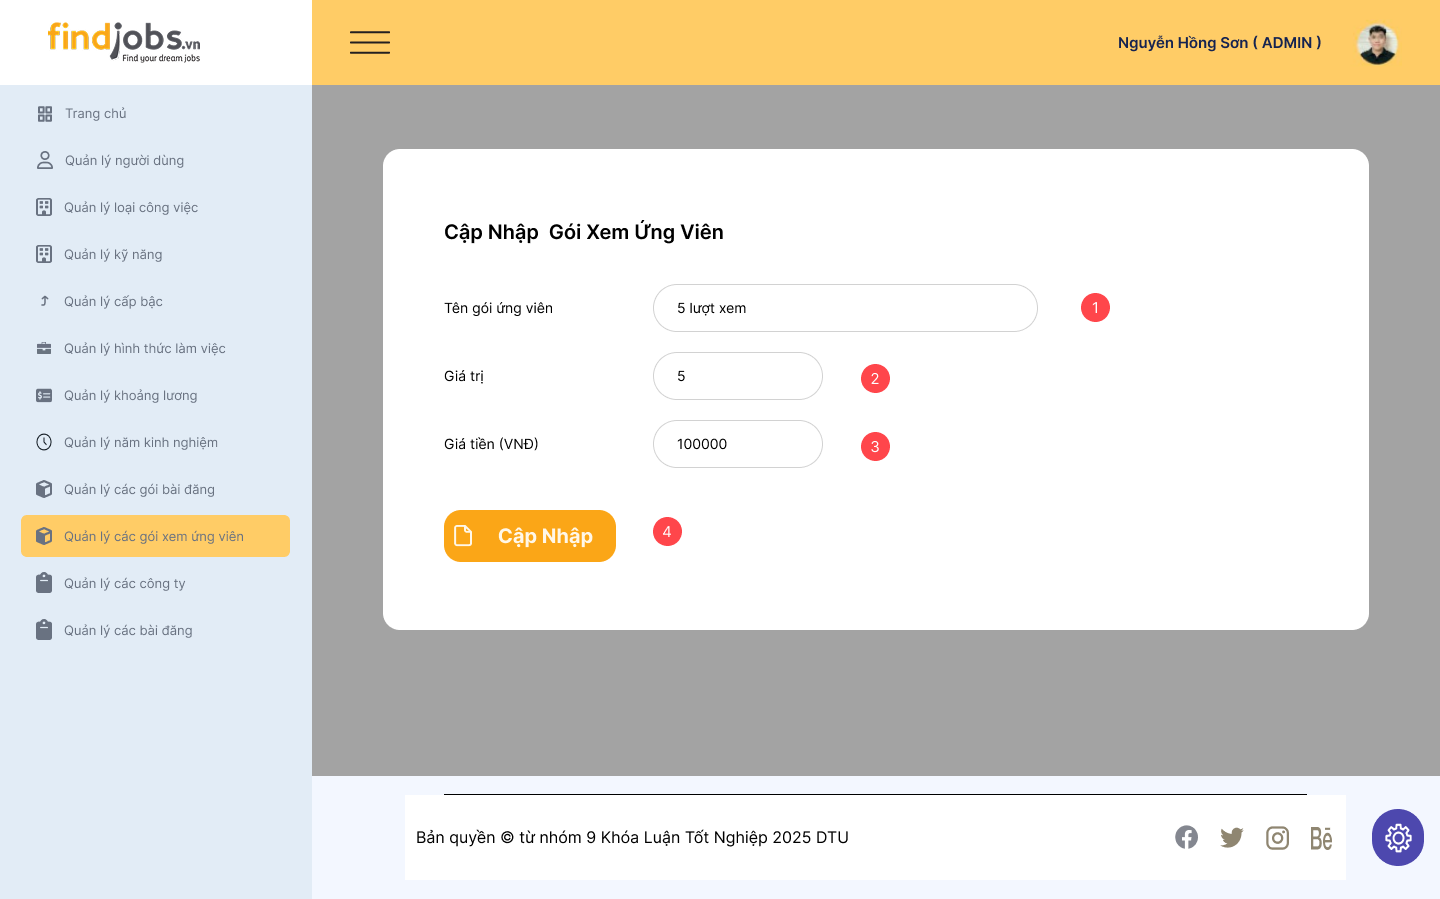 findjobs.vn
Find your dream jobs
Nguyễn Hồng Sơn ( ADMIN )
Trang chủ
Quản lý người dùng
Quản lý loại công việc
Quản lý kỹ năng
Quản lý cấp bậc
Quản lý hình thức làm việc
Quản lý khoảng lương
Quản lý năm kinh nghiệm
Quản lý các gói bài đăng
Quản lý các gói xem ứng viên
Quản lý các công ty
Quản lý các bài đăng
Cập Nhập Gói Xem Ứng Viên
Tên gói ứng viên
5 lượt xem
1
Giá trị
5
2
Giá tiền (VNĐ)
100000
3
Cập Nhập
4
Bản quyền © từ nhóm 9 Khóa Luận Tốt Nghiệp 2025 DTU